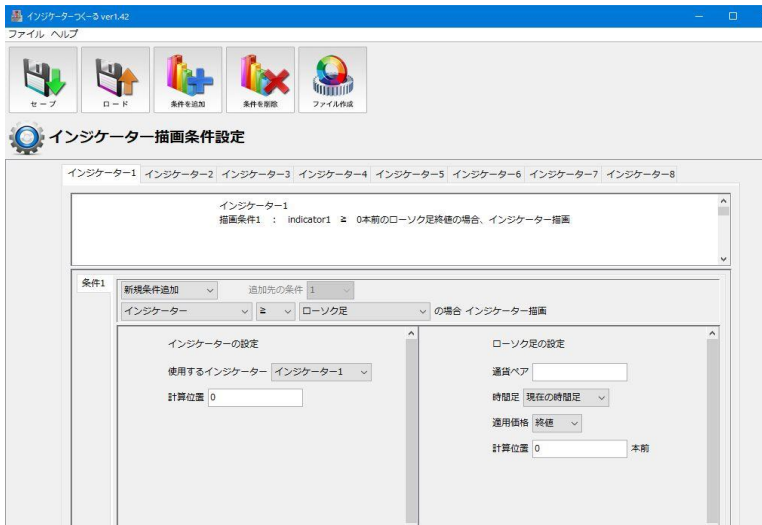 インジケーターつくーる ver1.42
ファイル ヘルプ
セーブ ロード 条件を追加 条件を削除 ファイル作成
インジケーター描画条件設定
インジケーター1 インジケーター2 インジケーター3 インジケーター4 インジケーター5 インジケーター6 インジケーター7 インジケーター8
インジケーター1
描画条件1 : indicator1 ≧ 0本前のローソク足終値の場合、インジケーター描画
条件1
新規条件追加 追加先の条件 1
インジケーター ≧ ローソク足 の場合 インジケーター描画
インジケーターの設定
使用するインジケーター インジケーター1
計算位置 0
ローソク足の設定
通貨ペア
時間足 現在の時間足
適用価格 終値
計算位置 0 本前